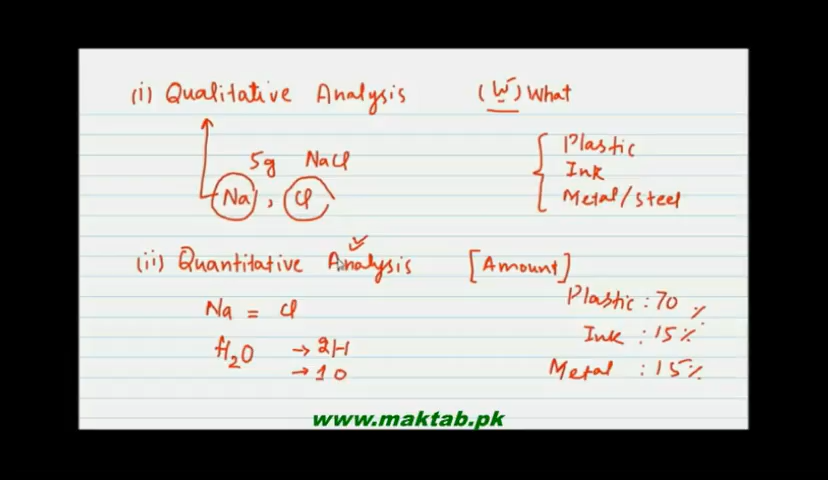 (i) Qualitative Analysis (کیا) What
5g NaCl
Na , Cl
Plastic
Ink
Metal/Steel
(ii) Quantitative Analysis [Amount]
Na = Cl
H₂O → 2H
→ 1 O
Plastic : 70 %
Ink : 15%
Metal : 15%
www.maktab.pk